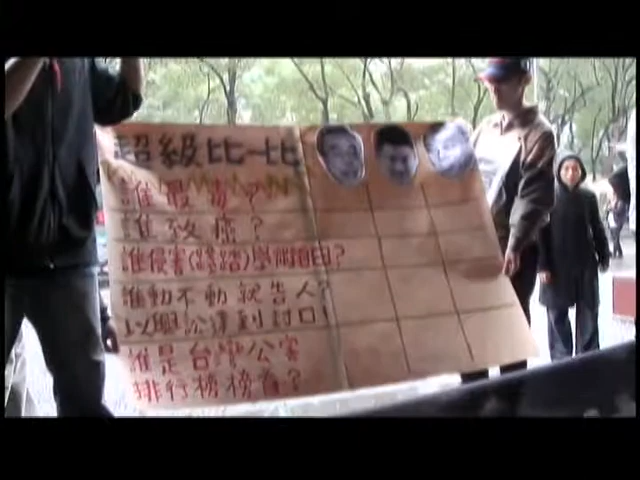 超級比一比
誰最毒?
誰致癌?
誰侵害(踐踏)學術自由?
誰動不動就告人?
以興訟達到封口!
誰是台灣公害
排行榜榜首?